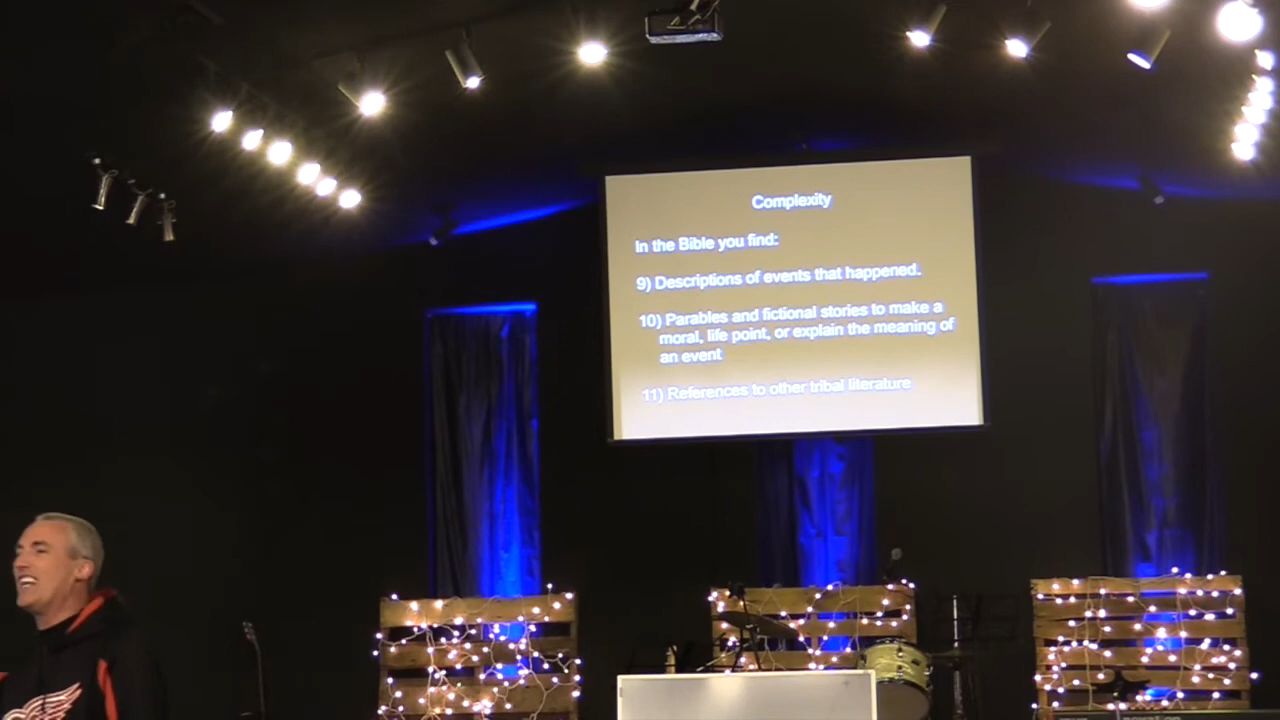 Complexity
In the Bible you find:
9) Descriptions of events that happened.
10) Parables and fictional stories to make a
moral, life point, or explain the meaning of
an event
11) References to other tribal literature